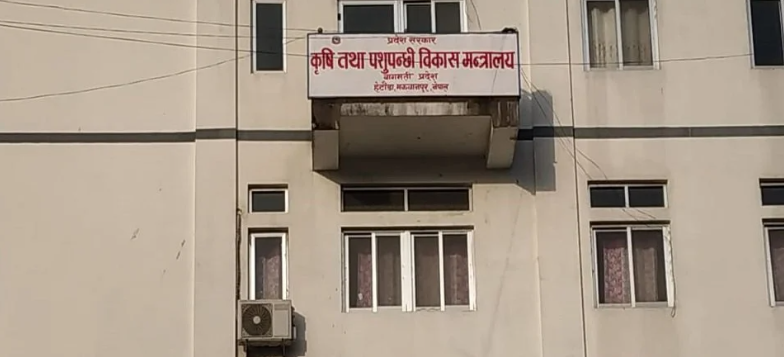 प्रदेश सरकार
कृषि तथा पशुपन्छी विकास मन्त्रालय
बागमती प्रदेश
हेटौंडा,मकवानपुर,नेपाल